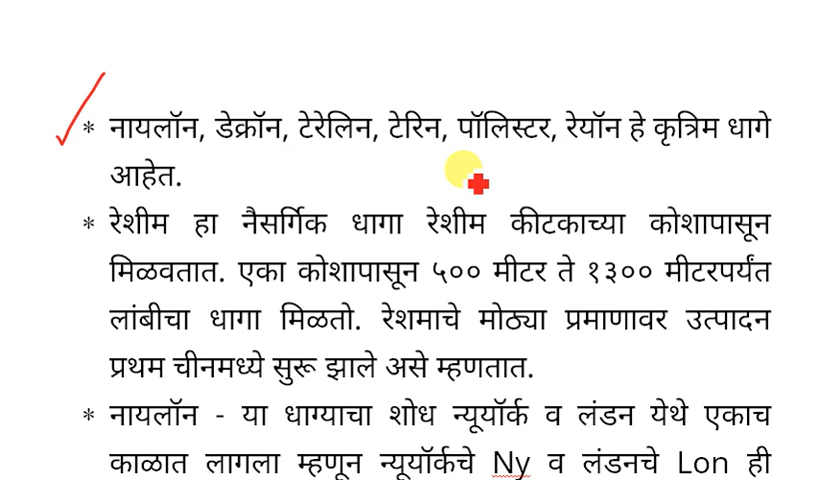 * नायलॉन, डेक्रॉन, टेरेलिन, टेरिन, पॉलिस्टर, रेयॉन हे कृत्रिम धागे
आहेत.
* रेशीम हा नैसर्गिक धागा रेशीम कीटकाच्या कोशापासून
मिळवतात. एका कोशापासून ५०० मीटर ते १३०० मीटरपर्यंत
लांबीचा धागा मिळतो. रेशमाचे मोठ्या प्रमाणावर उत्पादन
प्रथम चीनमध्ये सुरू झाले असे म्हणतात.
* नायलॉन - या धाग्याचा शोध न्यूयॉर्क व लंडन येथे एकाच
काळात लागला म्हणून न्यूयॉर्कचे Ny व लंडनचे Lon ही